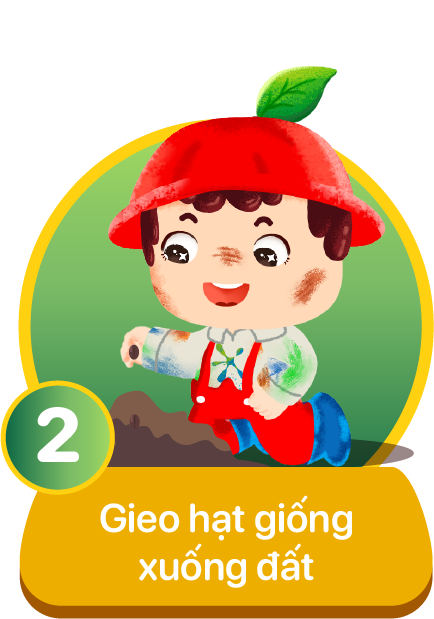 2
Gieo hạt giống
xuống đất